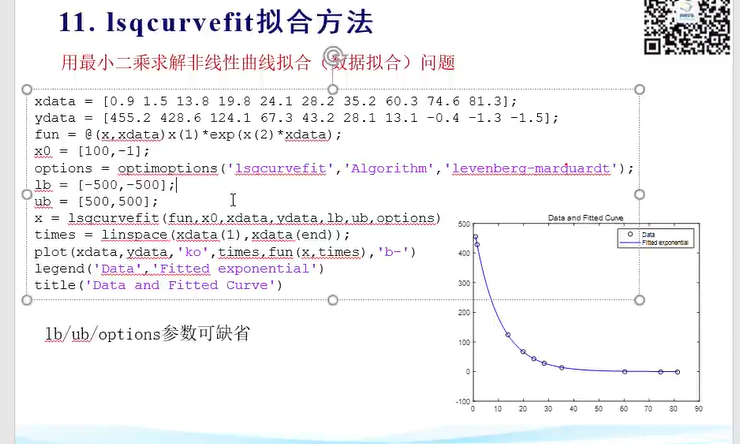 11. lsqcurvefit拟合方法
用最小二乘求解非线性曲线拟合（数据拟合）问题
xdata = [0.9 1.5 13.8 19.8 24.1 28.2 35.2 60.3 74.6 81.3];
ydata = [455.2 428.6 124.1 67.3 43.2 28.1 13.1 -0.4 -1.3 -1.5];
fun = @(x,xdata)x(1)*exp(x(2)*xdata);
x0 = [100,-1];
options = optimoptions('lsqcurvefit','Algorithm','levenberg-marquardt');
lb = [-500,-500];
ub = [500,500];
x = lsqcurvefit(fun,x0,xdata,ydata,lb,ub,options)
times = linspace(xdata(1),xdata(end));
plot(xdata,ydata,'ko',times,fun(x,times),'b-')
legend('Data','Fitted exponential')
title('Data and Fitted Curve')
lb/ub/options参数可缺省
Data and Fitted Curve
Data
Fitted exponential
500
400
300
200
100
0
-100
0 10 20 30 40 50 60 70 80 90